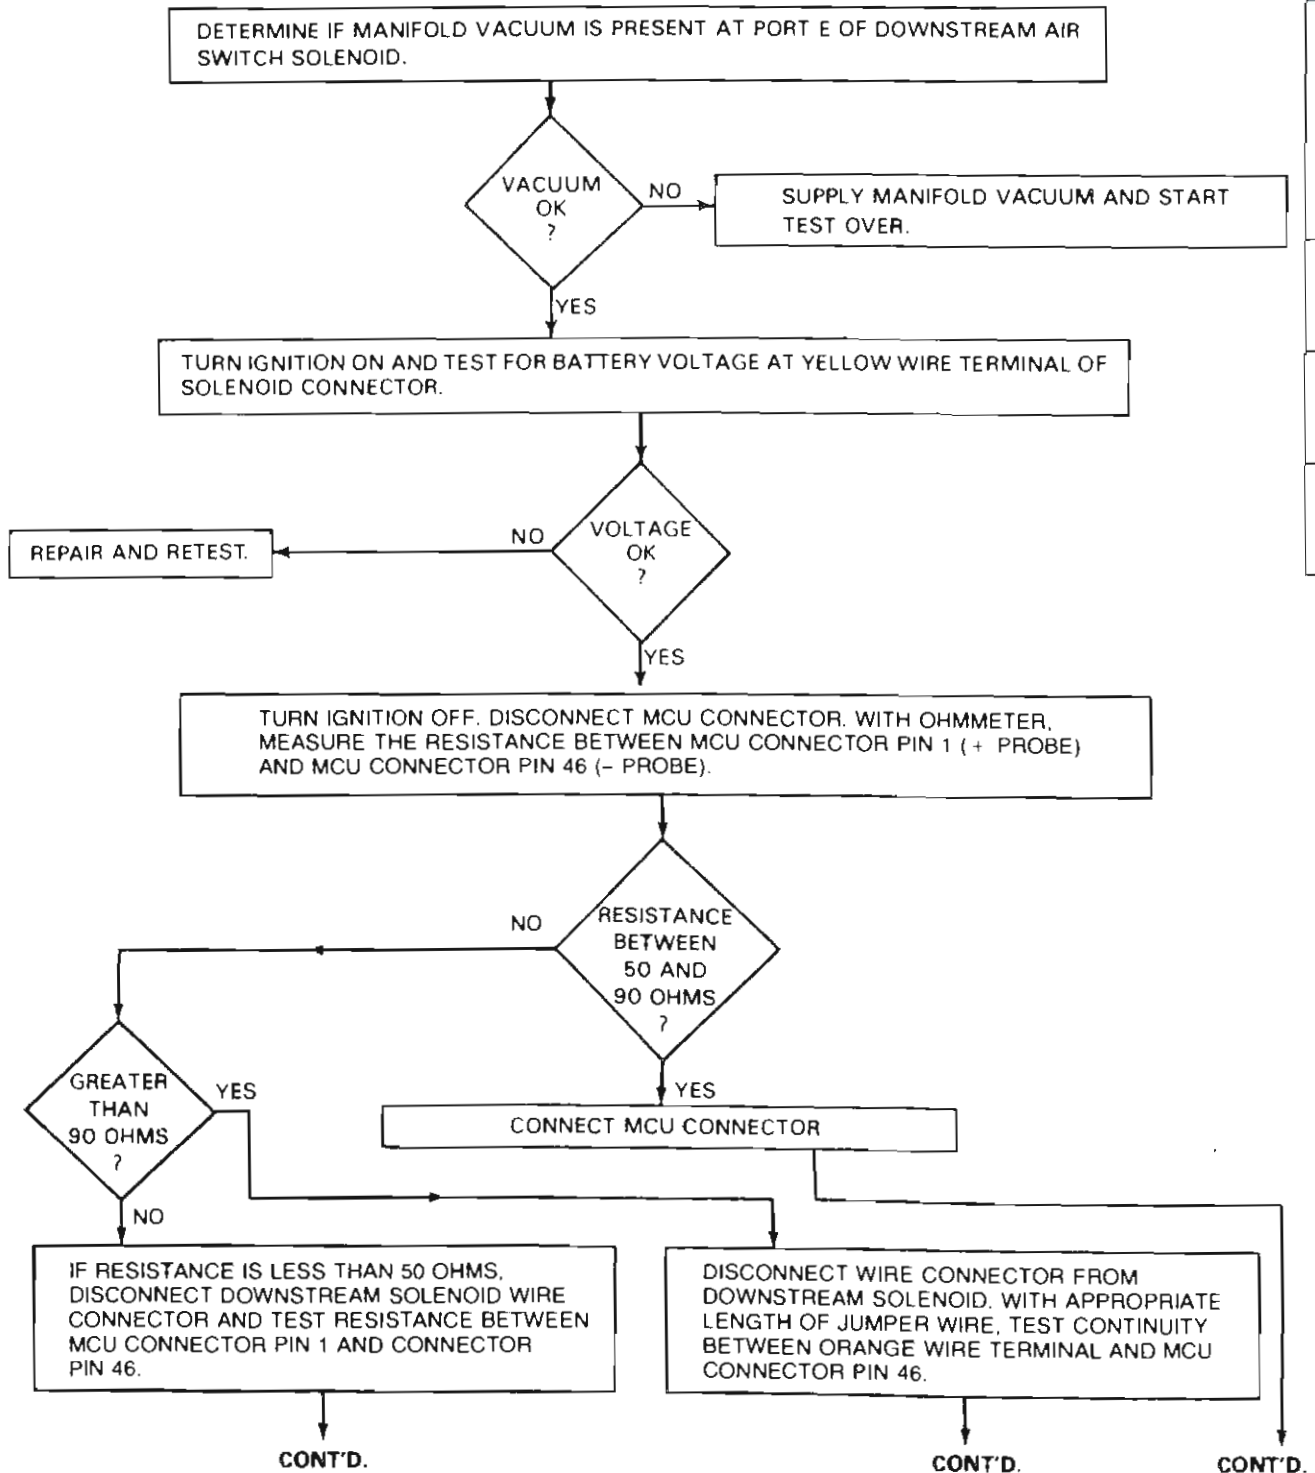 DETERMINE IF MANIFOLD VACUUM IS PRESENT AT PORT E OF DOWNSTREAM AIR
SWITCH SOLENOID.
VACUUM
OK
?
NO
SUPPLY MANIFOLD VACUUM AND START
TEST OVER.
YES
TURN IGNITION ON AND TEST FOR BATTERY VOLTAGE AT YELLOW WIRE TERMINAL OF
SOLENOID CONNECTOR.
VOLTAGE
OK
?
NO
REPAIR AND RETEST.
YES
TURN IGNITION OFF. DISCONNECT MCU CONNECTOR. WITH OHMMETER,
MEASURE THE RESISTANCE BETWEEN MCU CONNECTOR PIN 1 (+ PROBE)
AND MCU CONNECTOR PIN 46 (– PROBE).
RESISTANCE
BETWEEN
50 AND
90 OHMS
?
NO
GREATER
THAN
90 OHMS
?
YES
YES
CONNECT MCU CONNECTOR
NO
IF RESISTANCE IS LESS THAN 50 OHMS,
DISCONNECT DOWNSTREAM SOLENOID WIRE
CONNECTOR AND TEST RESISTANCE BETWEEN
MCU CONNECTOR PIN 1 AND CONNECTOR
PIN 46.
DISCONNECT WIRE CONNECTOR FROM
DOWNSTREAM SOLENOID. WITH APPROPRIATE
LENGTH OF JUMPER WIRE, TEST CONTINUITY
BETWEEN ORANGE WIRE TERMINAL AND MCU
CONNECTOR PIN 46.
CONT'D.
CONT'D.
CONT'D.